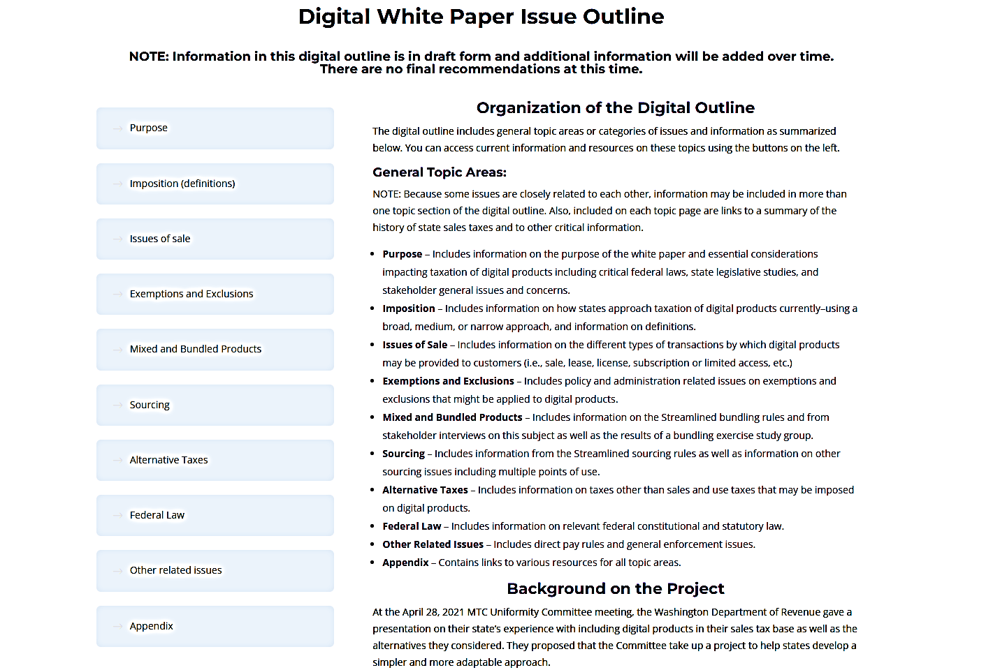 Digital White Paper Issue Outline
NOTE: Information in this digital outline is in draft form and additional information will be added over time.
There are no final recommendations at this time.
→ Purpose
→ Imposition (definitions)
→ Issues of sale
→ Exemptions and Exclusions
→ Mixed and Bundled Products
→ Sourcing
→ Alternative Taxes
→ Federal Law
→ Other related issues
→ Appendix
Organization of the Digital Outline
The digital outline includes general topic areas or categories of issues and information as summarized
below. You can access current information and resources on these topics using the buttons on the left.
General Topic Areas:
NOTE: Because some issues are closely related to each other, information may be included in more than
one topic section of the digital outline. Also, included on each topic page are links to a summary of the
history of state sales taxes and to other critical information.
• Purpose – Includes information on the purpose of the white paper and essential considerations
impacting taxation of digital products including critical federal laws, state legislative studies, and
stakeholder general issues and concerns.
• Imposition – Includes information on how states approach taxation of digital products currently–using a
broad, medium, or narrow approach, and information on definitions.
• Issues of Sale – Includes information on the different types of transactions by which digital products
may be provided to customers (i.e., sale, lease, license, subscription or limited access, etc.)
• Exemptions and Exclusions – Includes policy and administration related issues on exemptions and
exclusions that might be applied to digital products.
• Mixed and Bundled Products – Includes information on the Streamlined bundling rules and from
stakeholder interviews on this subject as well as the results of a bundling exercise study group.
• Sourcing – Includes information from the Streamlined sourcing rules as well as information on other
sourcing issues including multiple points of use.
• Alternative Taxes – Includes information on taxes other than sales and use taxes that may be imposed
on digital products.
• Federal Law – Includes information on relevant federal constitutional and statutory law.
• Other Related Issues – Includes direct pay rules and general enforcement issues.
• Appendix – Contains links to various resources for all topic areas.
Background on the Project
At the April 28, 2021 MTC Uniformity Committee meeting, the Washington Department of Revenue gave a
presentation on their state’s experience with including digital products in their sales tax base as well as the
alternatives they considered. They proposed that the Committee take up a project to help states develop a
simpler and more adaptable approach.